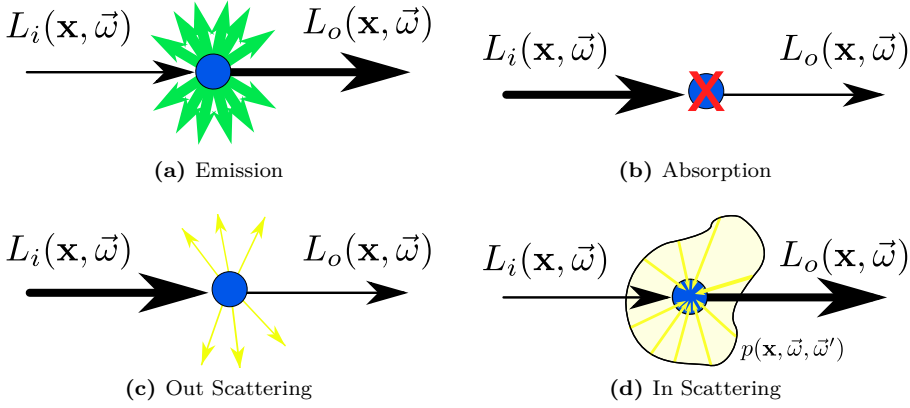 L_i(x, ω⃗) L_o(x, ω⃗)
(a) Emission
L_i(x, ω⃗) L_o(x, ω⃗)
(b) Absorption
L_i(x, ω⃗) L_o(x, ω⃗)
(c) Out Scattering
L_i(x, ω⃗) L_o(x, ω⃗)
p(x, ω⃗, ω⃗′)
(d) In Scattering